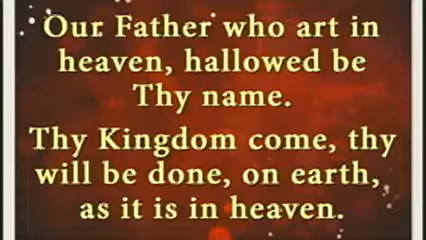 Our Father who art in
heaven, hallowed be
Thy name.
Thy Kingdom come, thy
will be done, on earth,
as it is in heaven.